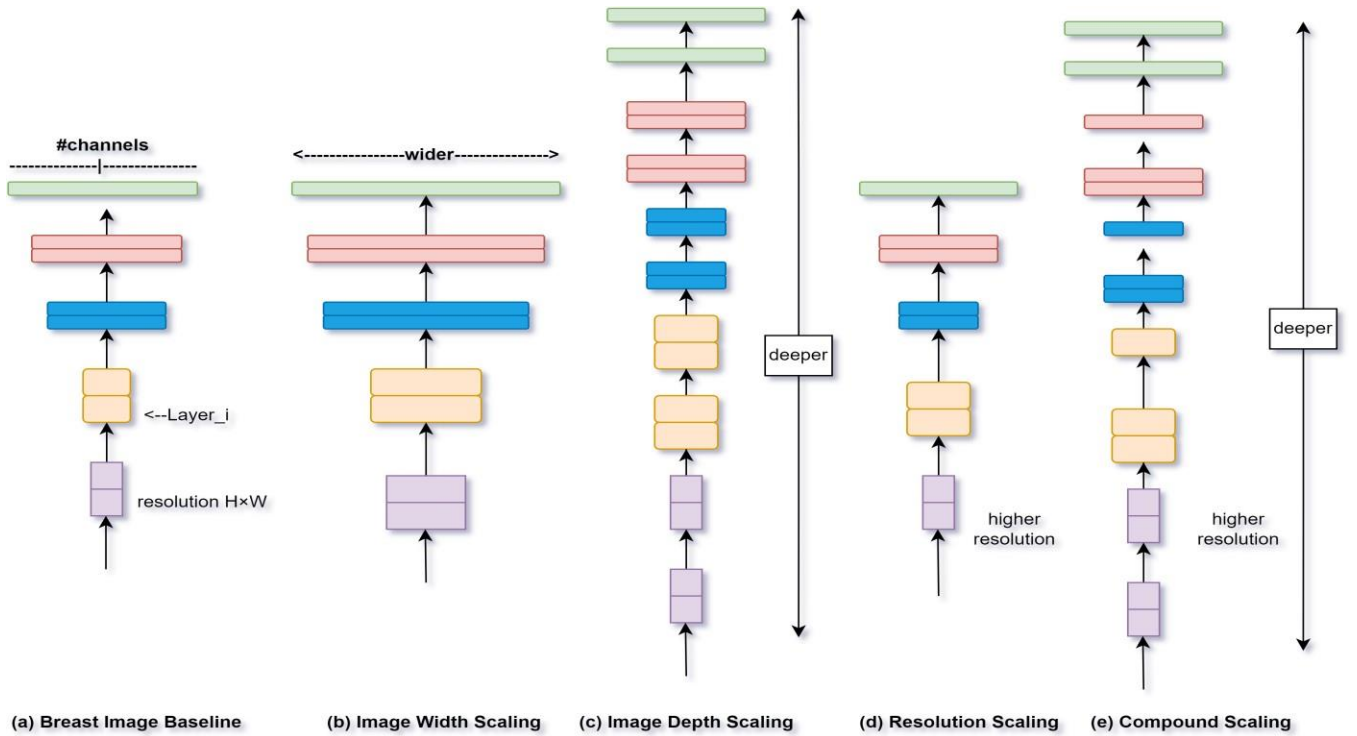 #channels
--------------|---------------
<----------------wider-------------->
deeper
deeper
<--Layer_i
resolution H×W
higher
resolution
higher
resolution
(a) Breast Image Baseline
(b) Image Width Scaling
(c) Image Depth Scaling
(d) Resolution Scaling
(e) Compound Scaling